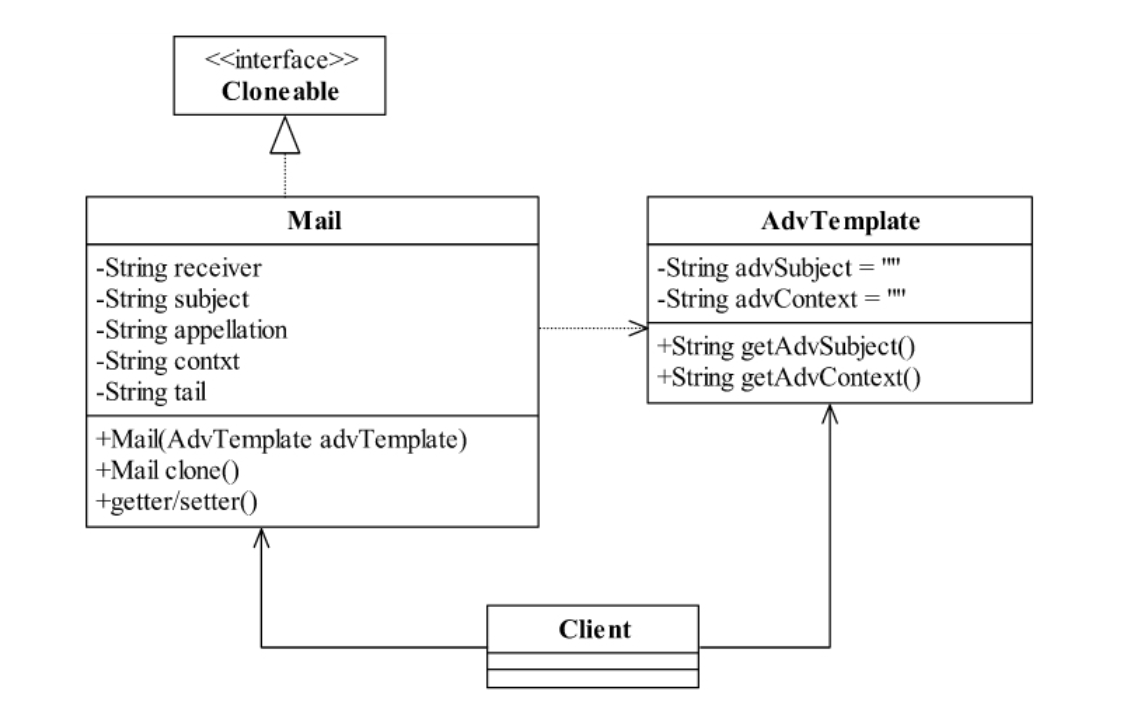 <<interface>>
Cloneable
Mail
-String receiver
-String subject
-String appellation
-String contxt
-String tail
+Mail(AdvTemplate advTemplate)
+Mail clone()
+getter/setter()
AdvTemplate
-String advSubject = ""
-String advContext = ""
+String getAdvSubject()
+String getAdvContext()
Client